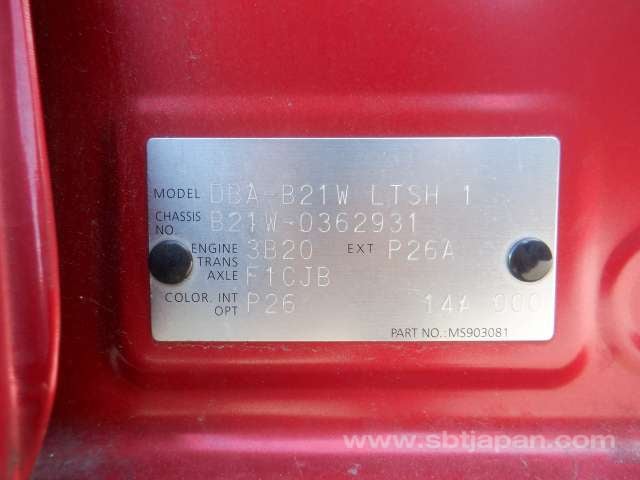 MODEL DBA-B21W LTSH 1
CHASSIS NO. B21W-0362931
ENGINE 3B20 EXT P26A
TRANS AXLE F1CJB
COLOR. INT P26
OPT 14A 000
PART NO.:MS903081
www.sbtjapan.com